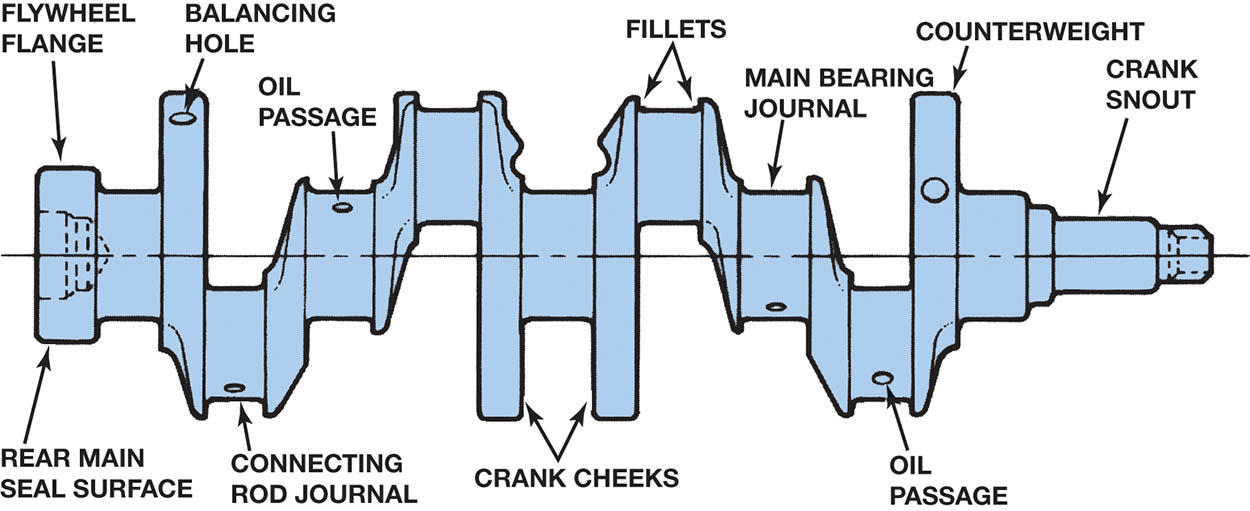 FLYWHEEL
FLANGE
BALANCING
HOLE
OIL
PASSAGE
FILLETS
MAIN BEARING
JOURNAL
COUNTERWEIGHT
CRANK
SNOUT
REAR MAIN
SEAL SURFACE
CONNECTING
ROD JOURNAL
CRANK CHEEKS
OIL
PASSAGE